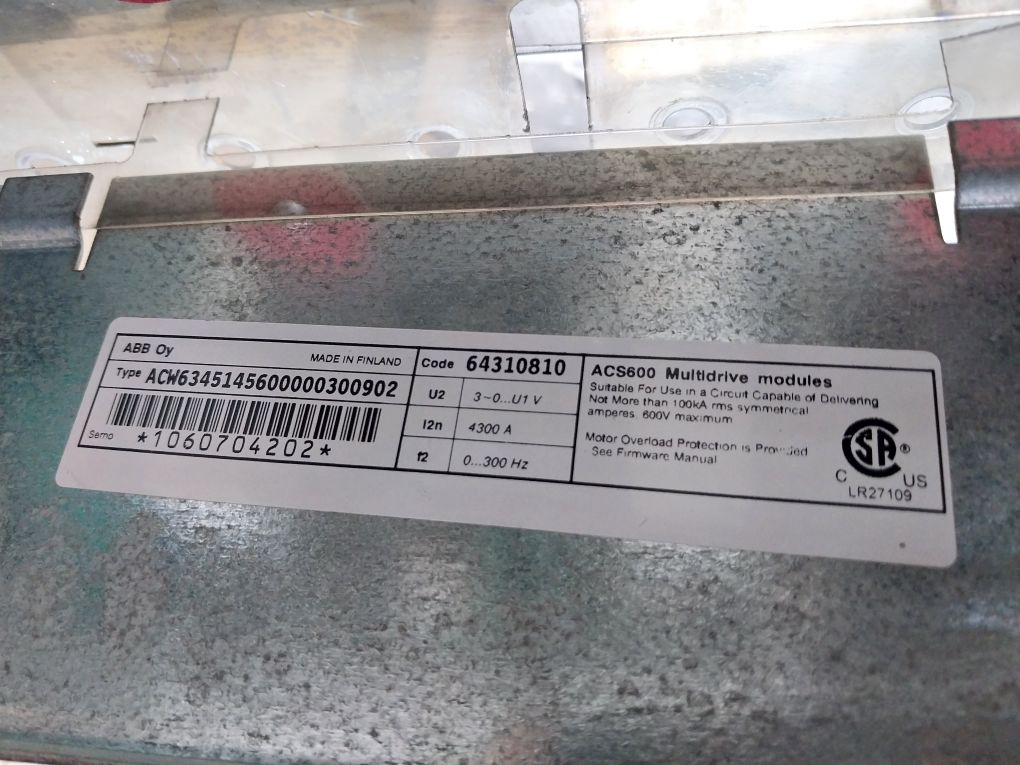 ABB Oy
MADE IN FINLAND
Type ACW6345145600000300902
Serno *1060704202*
Code 64310810
U2 3~0...U1 V
I2n 4300 A
f2 0...300 Hz
ACS600 Multidrive modules
Suitable For Use in a Circuit Capable of Delivering
Not More than 100kA rms symmetrical
amperes, 600V maximum
Motor Overload Protection is Provided
See Firmware Manual
CSA ®
C US
LR27109